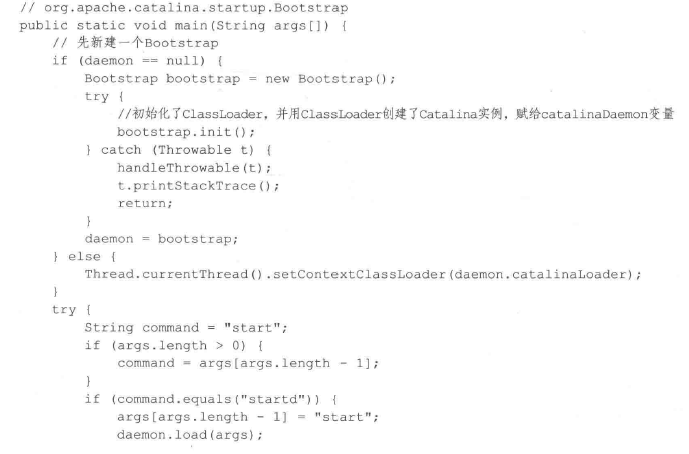 // org.apache.catalina.startup.Bootstrap
public static void main(String args[]) {
    // 先新建一个Bootstrap
    if (daemon == null) {
        Bootstrap bootstrap = new Bootstrap();
        try {
            //初始化了ClassLoader, 并用ClassLoader创建了Catalina实例, 赋给catalinaDaemon变量
            bootstrap.init();
        } catch (Throwable t) {
            handleThrowable(t);
            t.printStackTrace();
            return;
        }
        daemon = bootstrap;
    } else {
        Thread.currentThread().setContextClassLoader(daemon.catalinaLoader);
    }
    try {
        String command = "start";
        if (args.length > 0) {
            command = args[args.length - 1];
        }
        if (command.equals("startd")) {
            args[args.length - 1] = "start";
            daemon.load(args);